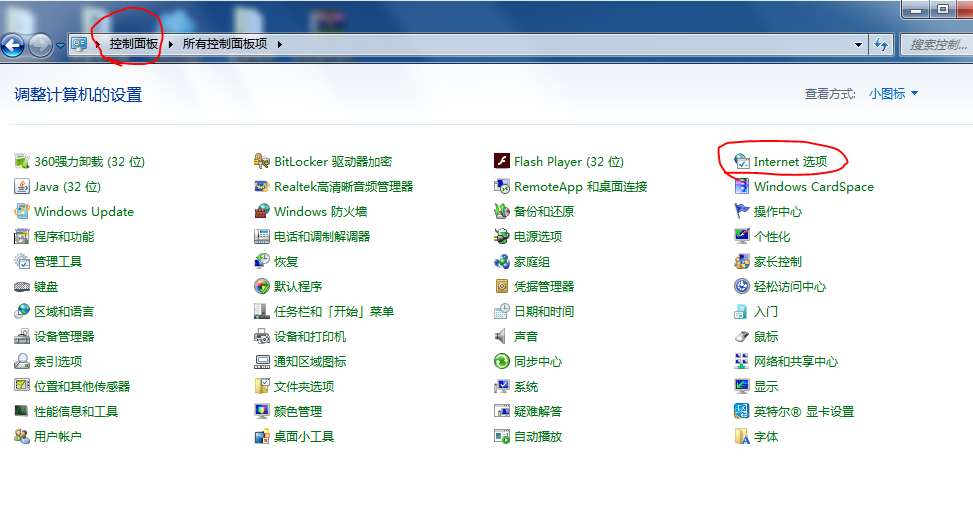 控制面板 ▸ 所有控制面板项 ▸
搜索控制...
调整计算机的设置
查看方式: 小图标
360强力卸载 (32 位)
BitLocker 驱动器加密
Flash Player (32 位)
Internet 选项
Java (32 位)
Realtek高清晰音频管理器
RemoteApp 和桌面连接
Windows CardSpace
Windows Update
Windows 防火墙
备份和还原
操作中心
程序和功能
电话和调制解调器
电源选项
个性化
管理工具
恢复
家庭组
家长控制
键盘
默认程序
凭据管理器
轻松访问中心
区域和语言
任务栏和「开始」菜单
日期和时间
入门
设备管理器
设备和打印机
声音
鼠标
索引选项
通知区域图标
同步中心
网络和共享中心
位置和其他传感器
文件夹选项
系统
显示
性能信息和工具
颜色管理
疑难解答
英特尔® 显卡设置
用户帐户
桌面小工具
自动播放
字体